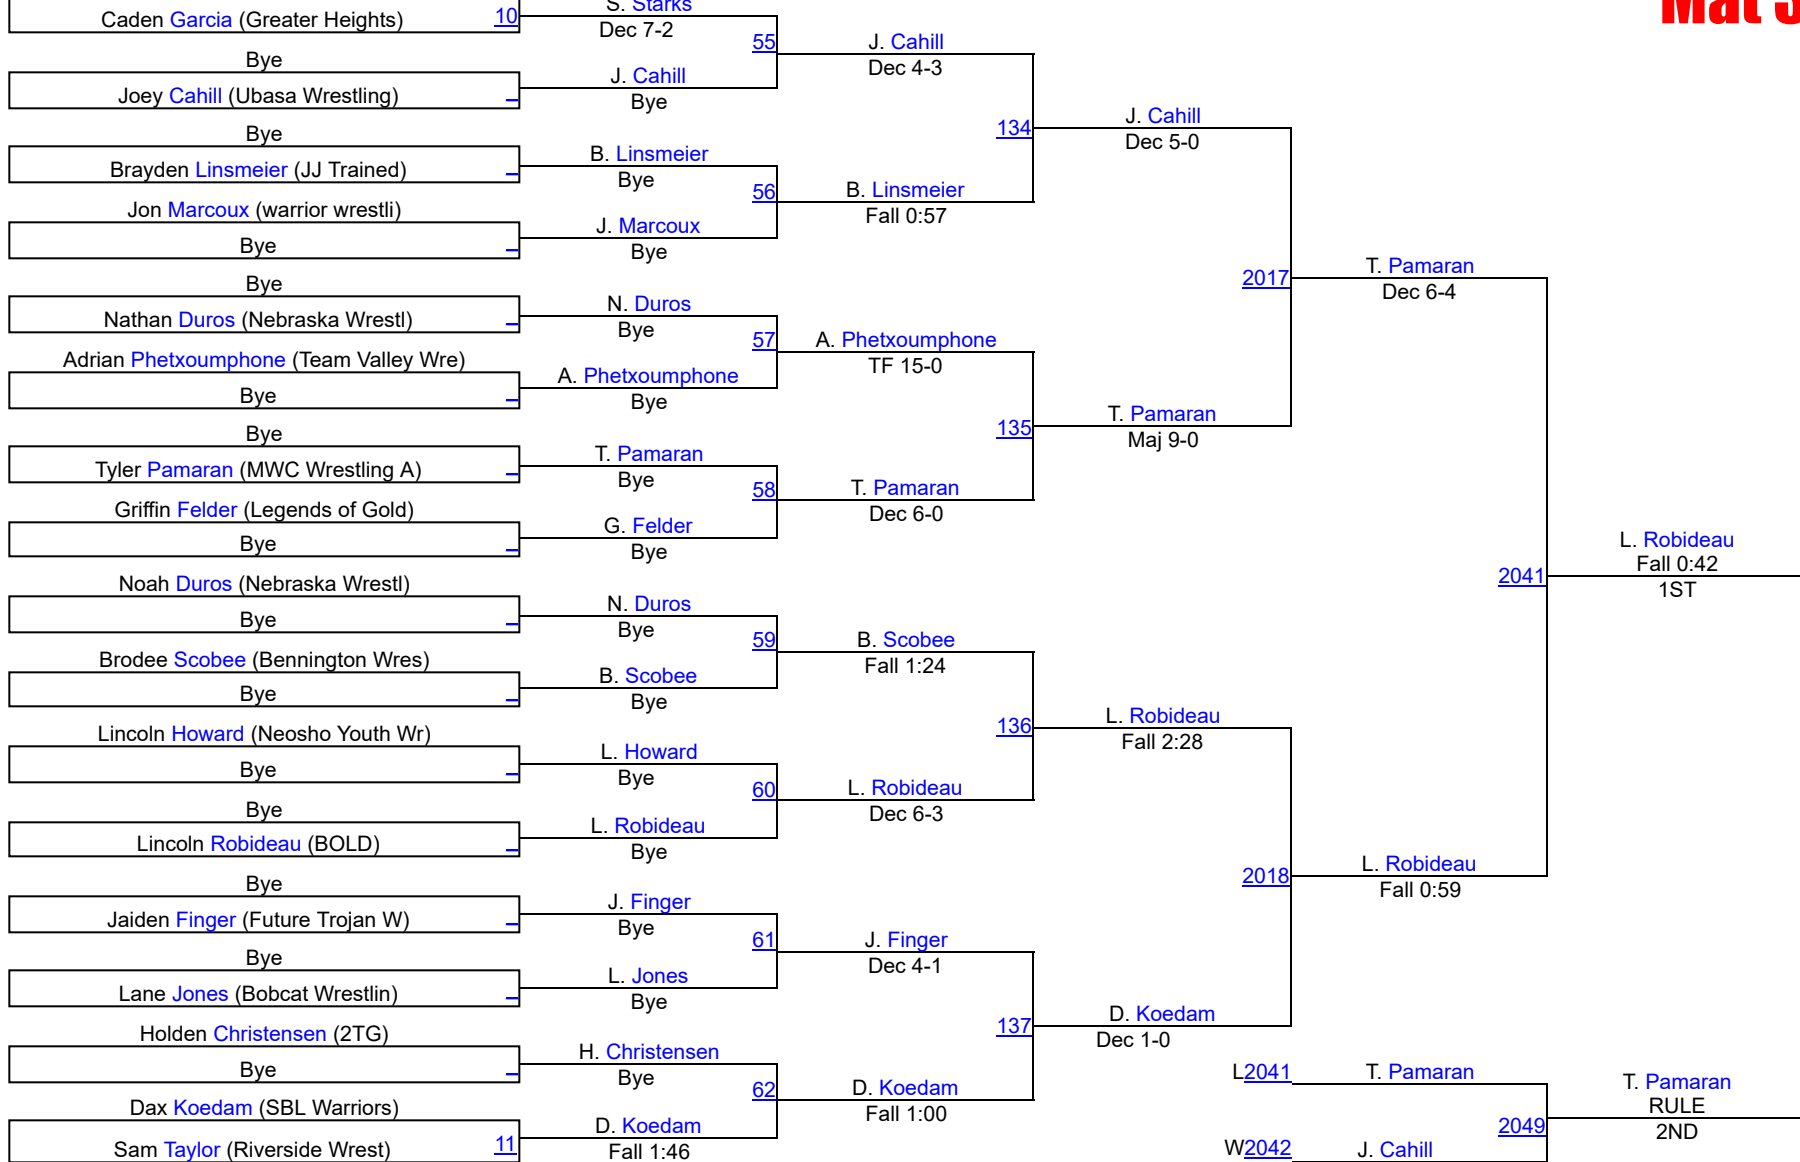 Mat 3
S. Starks
Caden Garcia (Greater Heights)
10
Dec 7-2
Bye
55
J. Cahill
Dec 4-3
J. Cahill
Joey Cahill (Ubasa Wrestling)
Bye
Bye
134
J. Cahill
Dec 5-0
B. Linsmeier
Brayden Linsmeier (JJ Trained)
Bye
56
B. Linsmeier
Fall 0:57
Jon Marcoux (warrior wrestli)
J. Marcoux
Bye
Bye
Bye
2017
T. Pamaran
Dec 6-4
N. Duros
Nathan Duros (Nebraska Wrestl)
Bye
57
A. Phetxoumphone
TF 15-0
Adrian Phetxoumphone (Team Valley Wre)
A. Phetxoumphone
Bye
Bye
Bye
135
T. Pamaran
Maj 9-0
T. Pamaran
Tyler Pamaran (MWC Wrestling A)
Bye
58
T. Pamaran
Dec 6-0
Griffin Felder (Legends of Gold)
G. Felder
Bye
Bye
2041
L. Robideau
Fall 0:42
1ST
Noah Duros (Nebraska Wrestl)
N. Duros
Bye
Bye
59
B. Scobee
Fall 1:24
Brodee Scobee (Bennington Wres)
B. Scobee
Bye
Bye
136
L. Robideau
Fall 2:28
Lincoln Howard (Neosho Youth Wr)
L. Howard
Bye
Bye
60
L. Robideau
Dec 6-3
Bye
L. Robideau
Lincoln Robideau (BOLD)
Bye
2018
L. Robideau
Fall 0:59
Bye
J. Finger
Jaiden Finger (Future Trojan W)
Bye
61
J. Finger
Dec 4-1
Bye
L. Jones
Lane Jones (Bobcat Wrestlin)
Bye
137
D. Koedam
Dec 1-0
Holden Christensen (2TG)
H. Christensen
Bye
Bye
62
D. Koedam
Fall 1:00
Dax Koedam (SBL Warriors)
D. Koedam
Sam Taylor (Riverside Wrest)
11
Fall 1:46
L2041
T. Pamaran
2049
T. Pamaran
RULE
2ND
W2042
J. Cahill